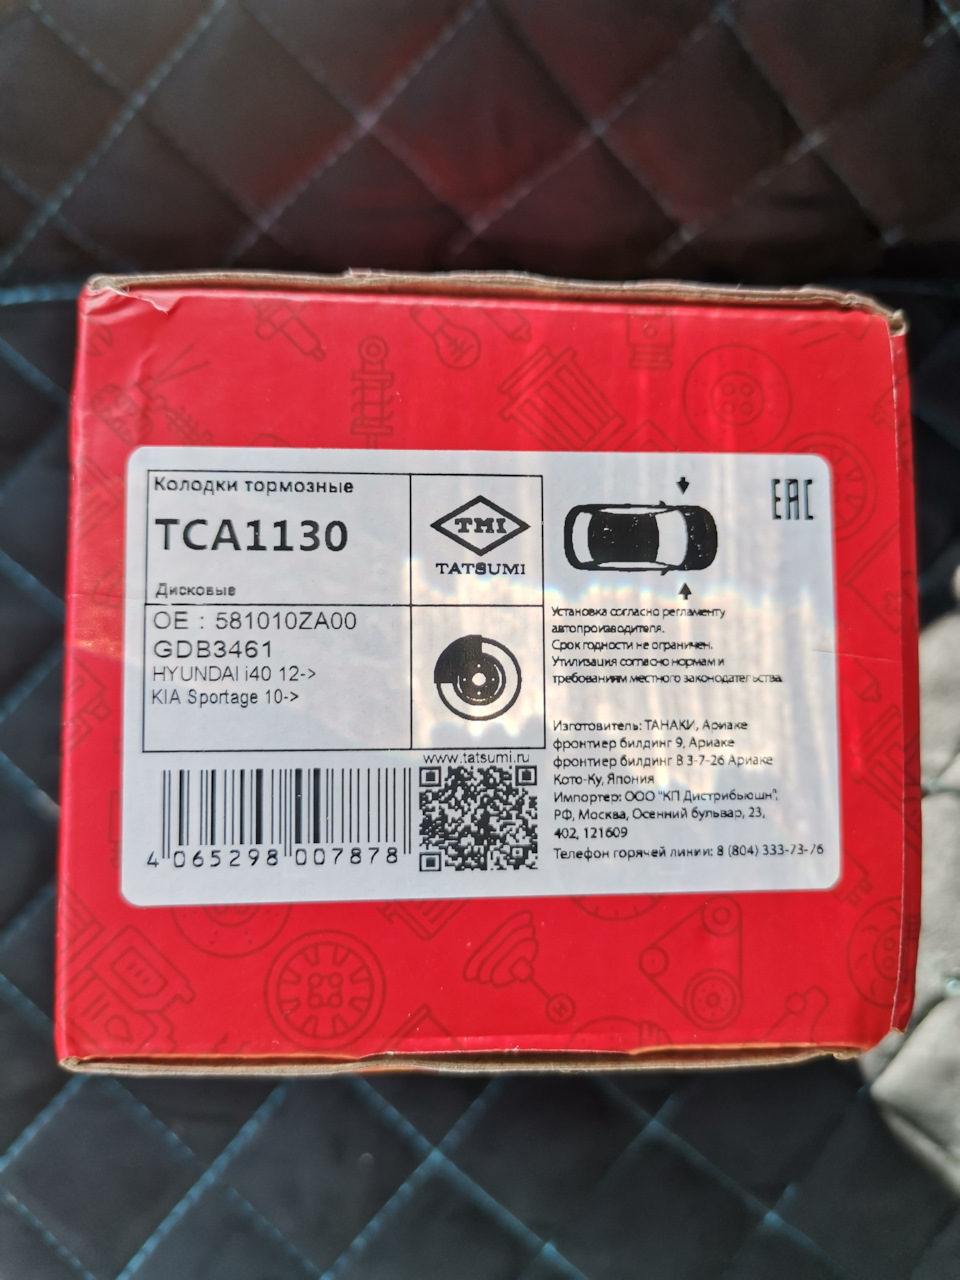 Колодки тормозные
TCA1130
Дисковые
TMI
TATSUMI
EAC
OE : 581010ZA00
GDB3461
HYUNDAI i40 12->
KIA Sportage 10->
Установка согласно регламенту
автопроизводителя.
Срок годности не ограничен.
Утилизация согласно нормам и
требованиям местного законодательства.
Изготовитель: ТАНАКИ, Ариаке
фронтиер билдинг 9, Ариаке
фронтиер билдинг В 3-7-26 Ариаке
Кото-Ку, Япония
Импортер: ООО "КП Дистрибьюшн",
РФ, Москва, Осенний бульвар, 23,
402, 121609
Телефон горячей линии: 8 (804) 333-73-76
www.tatsumi.ru
4 065298 007878